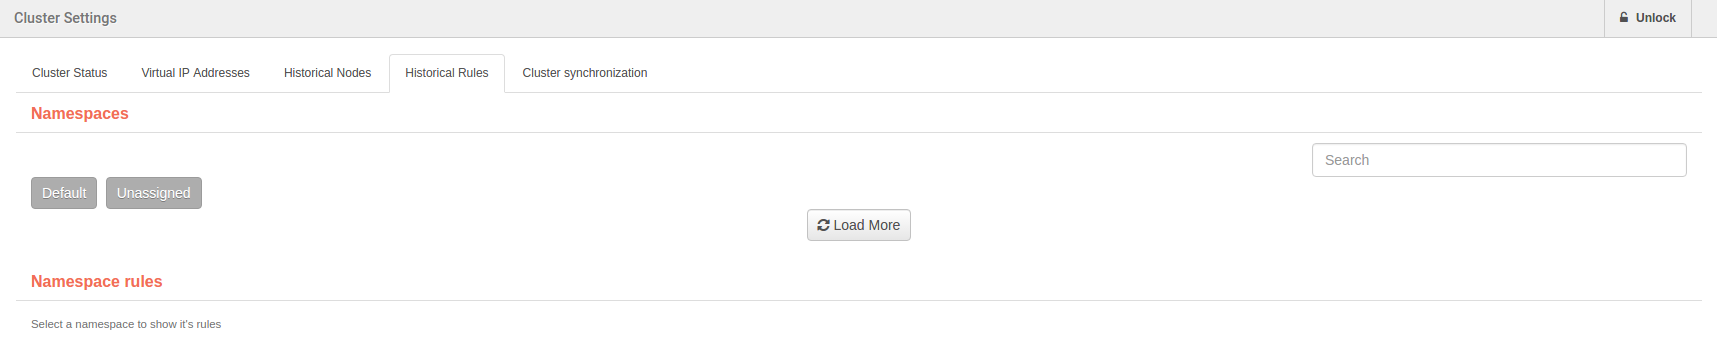 Cluster Settings
Unlock
Cluster Status Virtual IP Addresses Historical Nodes Historical Rules Cluster synchronization
Namespaces
Search
Default Unassigned
Load More
Namespace rules
Select a namespace to show it's rules